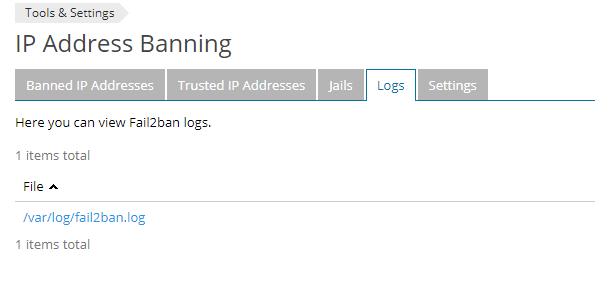 Tools & Settings
IP Address Banning
Banned IP Addresses Trusted IP Addresses Jails Logs Settings
Here you can view Fail2ban logs.
1 items total
File
/var/log/fail2ban.log
1 items total